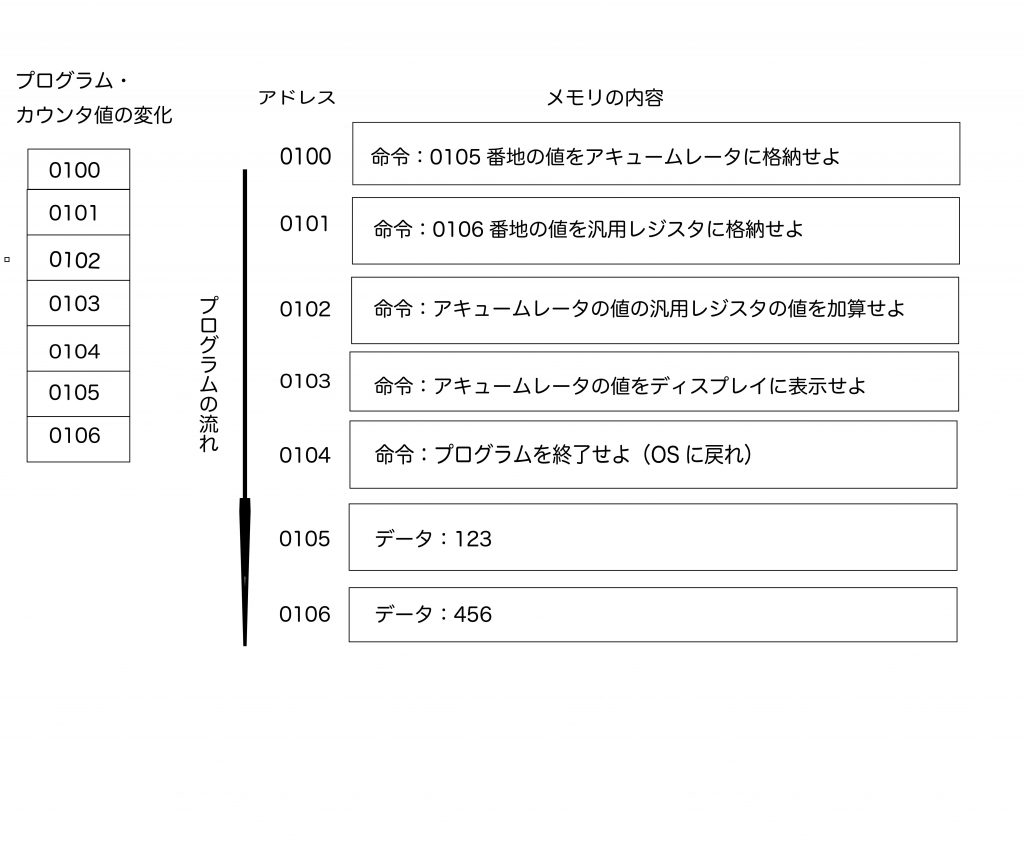 プログラム・
カウンタ値の変化
0100
0101
0102
0103
0104
0105
0106
プログラムの流れ
アドレス
メモリの内容
0100
命令：0105 番地の値をアキュームレータに格納せよ
0101
命令：0106 番地の値を汎用レジスタに格納せよ
0102
命令：アキュームレータの値の汎用レジスタの値を加算せよ
0103
命令：アキュームレータの値をディスプレイに表示せよ
0104
命令：プログラムを終了せよ（OS に戻れ）
0105
データ：123
0106
データ：456